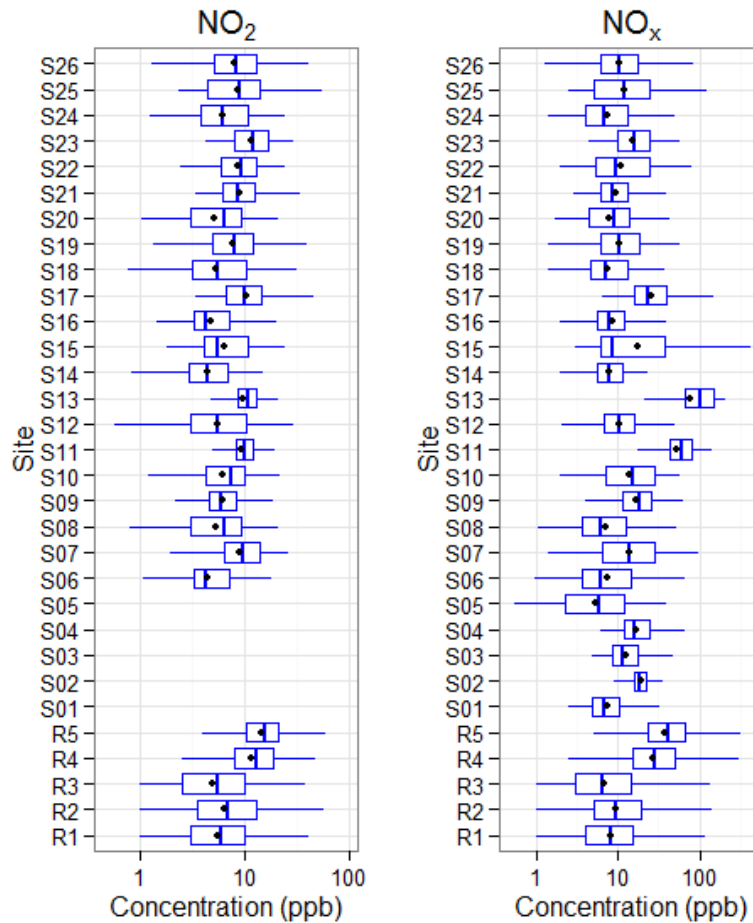 NO₂
S26
S25
S24
S23
S22
S21
S20
S19
S18
S17
S16
S15
S14
S13
S12
S11
S10
S09
S08
S07
S06
S05
S04
S03
S02
S01
R5
R4
R3
R2
R1
Site
1 10 100
Concentration (ppb)
NOₓ
S26
S25
S24
S23
S22
S21
S20
S19
S18
S17
S16
S15
S14
S13
S12
S11
S10
S09
S08
S07
S06
S05
S04
S03
S02
S01
R5
R4
R3
R2
R1
Site
1 10 100
Concentration (ppb)